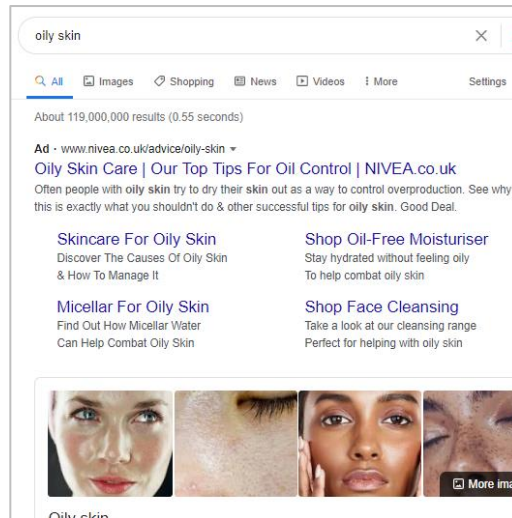 oily skin
All Images Shopping News Videos More Settings
About 119,000,000 results (0.55 seconds)
Ad · www.nivea.co.uk/advice/oily-skin
Oily Skin Care | Our Top Tips For Oil Control | NIVEA.co.uk
Often people with oily skin try to dry their skin out as a way to control overproduction. See why
this is exactly what you shouldn't do & other successful tips for oily skin. Good Deal.
Skincare For Oily Skin
Discover The Causes Of Oily Skin
& How To Manage It
Shop Oil-Free Moisturiser
Stay hydrated without feeling oily
To help combat oily skin
Micellar For Oily Skin
Find Out How Micellar Water
Can Help Combat Oily Skin
Shop Face Cleansing
Take a look at our cleansing range
Perfect for helping with oily skin
More ima
Oily skin